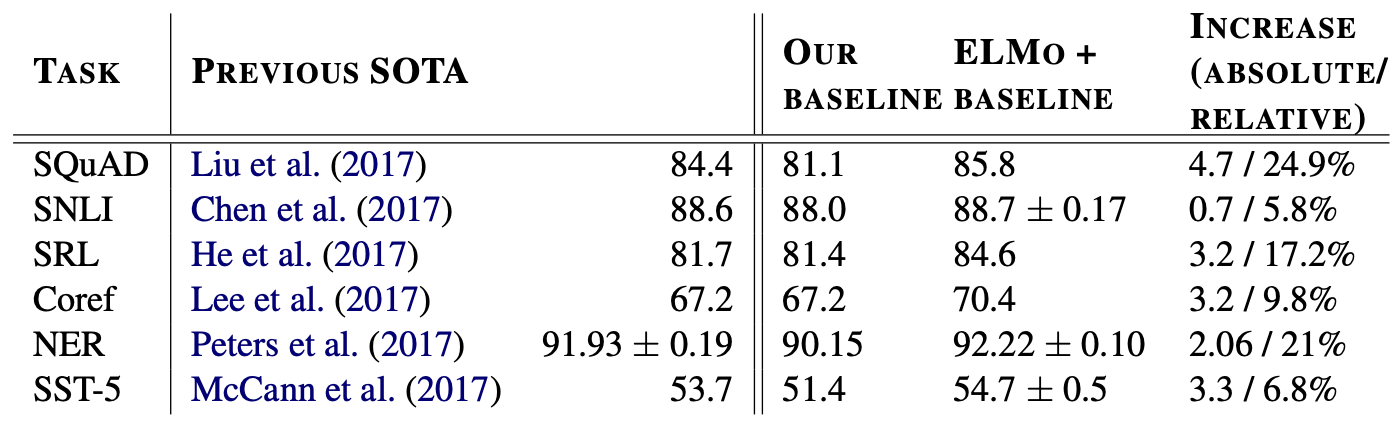 TASK PREVIOUS SOTA OUR BASELINE ELMO + BASELINE INCREASE (ABSOLUTE/ RELATIVE)
SQuAD Liu et al. (2017) 84.4 81.1 85.8 4.7 / 24.9%
SNLI Chen et al. (2017) 88.6 88.0 88.7 ± 0.17 0.7 / 5.8%
SRL He et al. (2017) 81.7 81.4 84.6 3.2 / 17.2%
Coref Lee et al. (2017) 67.2 67.2 70.4 3.2 / 9.8%
NER Peters et al. (2017) 91.93 ± 0.19 90.15 92.22 ± 0.10 2.06 / 21%
SST-5 McCann et al. (2017) 53.7 51.4 54.7 ± 0.5 3.3 / 6.8%